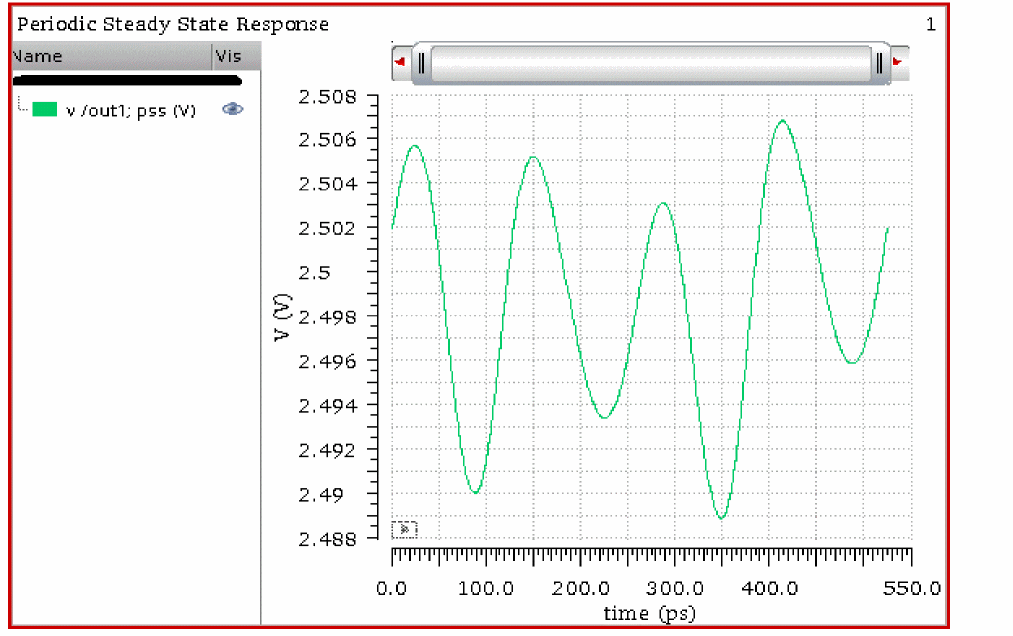 Periodic Steady State Response 1
Name Vis
v /out1; pss (V)
2.508
2.506
2.504
2.502
2.5
2.498
2.496
2.494
2.492
2.49
2.488
V (V)
0.0 100.0 200.0 300.0 400.0 550.0
time (ps)